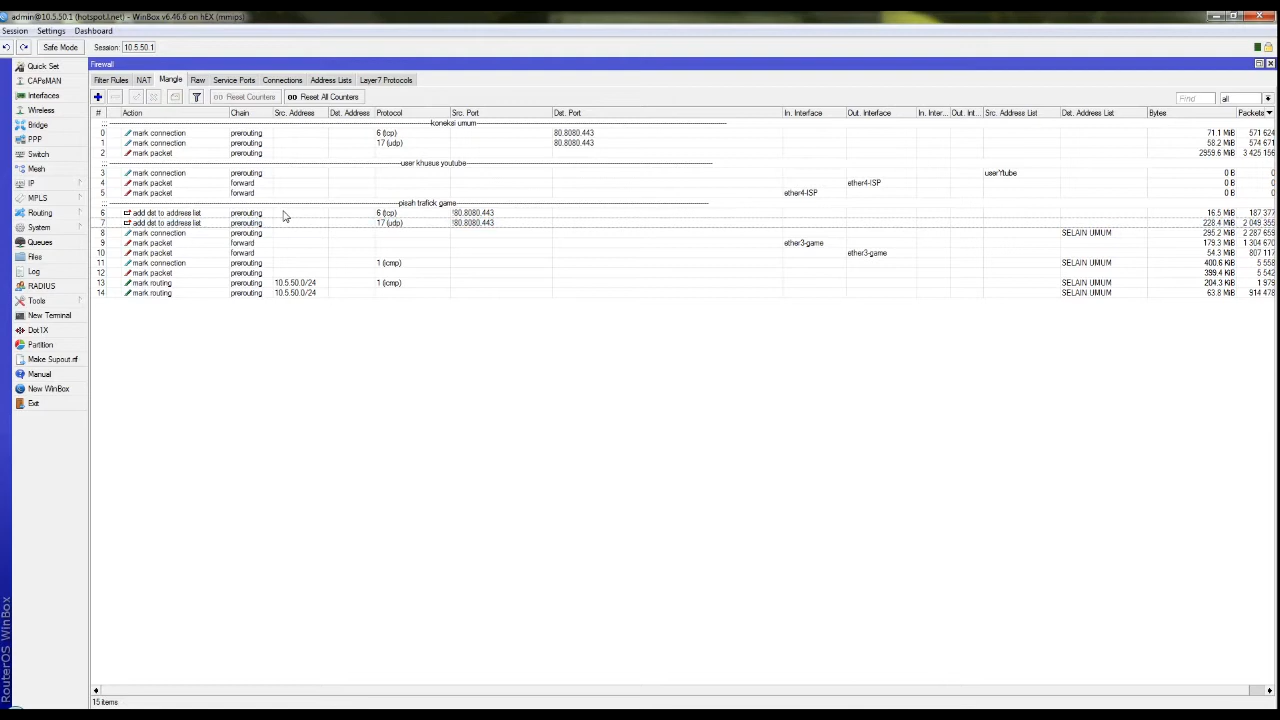 admin@10.5.50.1 (hotspot.l.net) - WinBox v6.46.6 on hEX (mmips)
Session Settings Dashboard
Safe Mode Session: 10.5.50.1
Quick Set
CAPsMAN
Interfaces
Wireless
Bridge
PPP
Switch
Mesh
IP
MPLS
Routing
System
Queues
Files
Log
RADIUS
Tools
New Terminal
Dot1X
Partition
Make Supout.rif
Manual
New WinBox
Exit
RouterOS WinBox
Firewall
Filter Rules NAT Mangle Raw Service Ports Connections Address Lists Layer7 Protocols
00 Reset Counters 00 Reset All Counters Find all
# Action Chain Src. Address Dst. Address Protocol Src. Port Dst. Port In. Interface Out. Interface In. Inter... Out. Int... Src. Address List Dst. Address List Bytes Packets
::: koneksi umum
0 mark connection prerouting 6 (tcp) 80,8080,443 71.1 MiB 571 624
1 mark connection prerouting 17 (udp) 80,8080,443 58.2 MiB 574 671
2 mark packet prerouting 2959.6 MiB 3 425 156
::: user khusus youtube
3 mark connection prerouting userYtube 0 B 0
4 mark packet forward ether4-ISP 0 B 0
5 mark packet forward ether4-ISP 0 B 0
::: pisah trafick game
6 add dst to address list prerouting 6 (tcp) !80,8080,443 16.5 MiB 187 377
7 add dst to address list prerouting 17 (udp) !80,8080,443 228.4 MiB 2 049 355
8 mark connection prerouting SELAIN UMUM 295.2 MiB 2 287 659
9 mark packet forward ether3-game 179.3 MiB 1 304 670
10 mark packet forward ether3-game 54.3 MiB 807 117
11 mark connection prerouting 1 (icmp) SELAIN UMUM 400.6 KiB 5 558
12 mark packet prerouting 399.4 KiB 5 542
13 mark routing prerouting 10.5.50.0/24 1 (icmp) SELAIN UMUM 204.3 KiB 1 979
14 mark routing prerouting 10.5.50.0/24 SELAIN UMUM 63.8 MiB 914 478
15 items